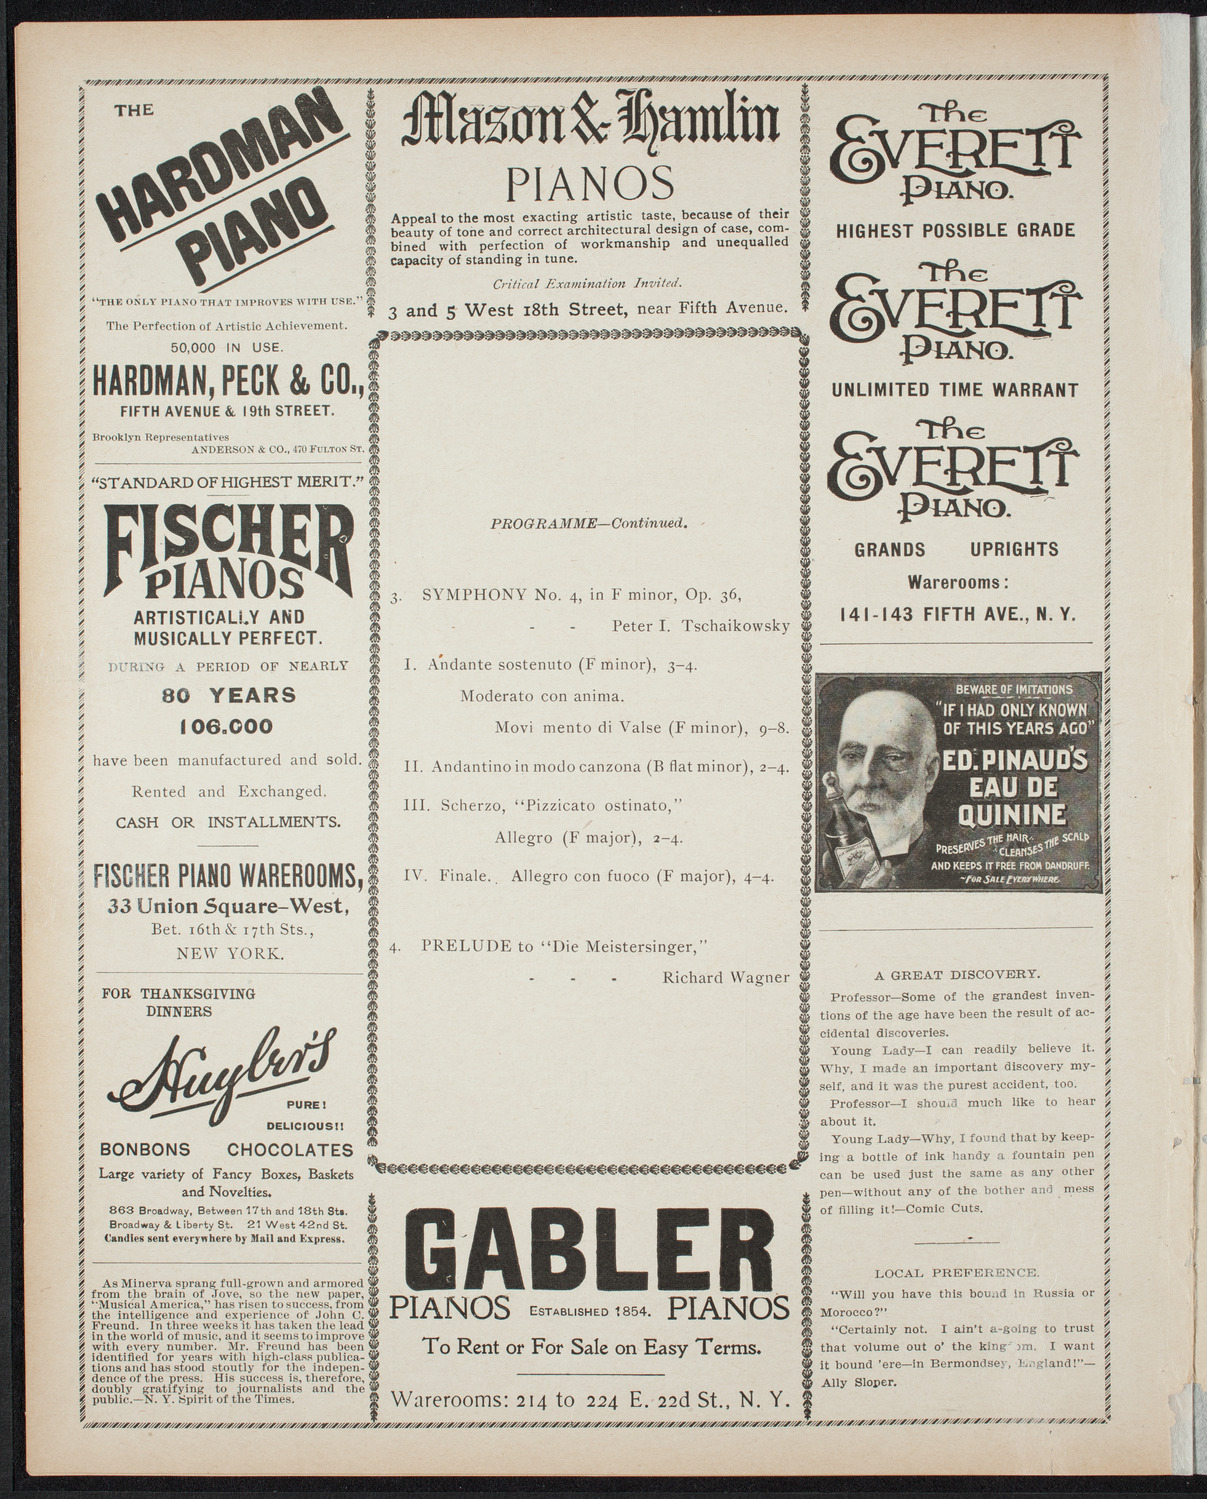 THE
HARDMAN
PIANO
"THE ONLY PIANO THAT IMPROVES WITH USE."
The Perfection of Artistic Achievement.
50,000 IN USE.
HARDMAN, PECK & CO.,
FIFTH AVENUE & 19th STREET.
Brooklyn Representatives
ANDERSON & CO., 470 FULTON ST.
"STANDARD OF HIGHEST MERIT."
FISCHER
PIANOS
ARTISTICALLY AND
MUSICALLY PERFECT.
DURING A PERIOD OF NEARLY
80 YEARS
106.000
have been manufactured and sold.
Rented and Exchanged.
CASH OR INSTALLMENTS.
FISCHER PIANO WAREROOMS,
33 Union Square-West,
Bet. 16th & 17th Sts.,
NEW YORK.
FOR THANKSGIVING
DINNERS
Huyler's
PURE!
DELICIOUS!!
BONBONS CHOCOLATES
Large variety of Fancy Boxes, Baskets
and Novelties.
863 Broadway, Between 17th and 18th Sts.
Broadway & Liberty St. 21 West 42nd St.
Candies sent everywhere by Mail and Express.
As Minerva sprang full-grown and armored
from the brain of Jove, so the new paper,
"Musical America," has risen to success, from
the intelligence and experience of John C.
Freund. In three weeks it has taken the lead
in the world of music, and it seems to improve
with every number. Mr. Freund has been
identified for years with high-class publica-
tions and has stood stoutly for the indepen-
dence of the press. His success is, therefore,
doubly gratifying to journalists and the
public.—N. Y. Spirit of the Times.
Mason & Hamlin
PIANOS
Appeal to the most exacting artistic taste, because of their
beauty of tone and correct architectural design of case, com-
bined with perfection of workmanship and unequalled
capacity of standing in tune.
Critical Examination Invited.
3 and 5 West 18th Street, near Fifth Avenue.
PROGRAMME—Continued.
3. SYMPHONY No. 4, in F minor, Op. 36,
- - - Peter I. Tschaikowsky
I. Andante sostenuto (F minor), 3-4.
Moderato con anima.
Movi mento di Valse (F minor), 9-8.
II. Andantino in modo canzona (B flat minor), 2-4.
III. Scherzo, "Pizzicato ostinato,"
Allegro (F major), 2-4.
IV. Finale. Allegro con fuoco (F major), 4-4.
4. PRELUDE to "Die Meistersinger,"
- - - Richard Wagner
GABLER
PIANOS ESTABLISHED 1854. PIANOS
To Rent or For Sale on Easy Terms.
Warerooms: 214 to 224 E. 22d St., N. Y.
The
EVERETT
PIANO.
HIGHEST POSSIBLE GRADE
The
EVERETT
PIANO.
UNLIMITED TIME WARRANT
The
EVERETT
PIANO.
GRANDS UPRIGHTS
Warerooms:
141-143 FIFTH AVE., N. Y.
BEWARE OF IMITATIONS
"IF I HAD ONLY KNOWN
OF THIS YEARS AGO"
ED. PINAUD'S
EAU DE
QUININE
PRESERVES THE HAIR - CLEANSES THE SCALP
AND KEEPS IT FREE FROM DANDRUFF.
~FOR SALE EVERYWHERE.
A GREAT DISCOVERY.
Professor—Some of the grandest inven-
tions of the age have been the result of ac-
cidental discoveries.
Young Lady—I can readily believe it.
Why, I made an important discovery my-
self, and it was the purest accident, too.
Professor—I should much like to hear
about it.
Young Lady—Why, I found that by keep-
ing a bottle of ink handy a fountain pen
can be used just the same as any other
pen—without any of the bother and mess
of filling it!—Comic Cuts.
LOCAL PREFERENCE.
"Will you have this bound in Russia or
Morocco?"
"Certainly not. I ain't a-going to trust
that volume out o' the kingdom. I want
it bound 'ere—in Bermondsey, England!"—
Ally Sloper.